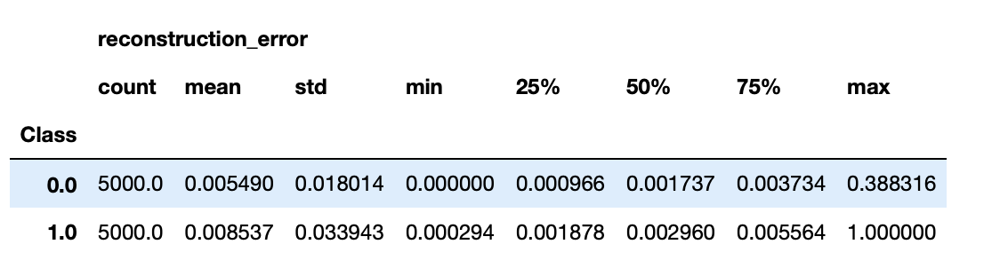 reconstruction_error
count mean std min 25% 50% 75% max
Class
0.0 5000.0 0.005490 0.018014 0.000000 0.000966 0.001737 0.003734 0.388316
1.0 5000.0 0.008537 0.033943 0.000294 0.001878 0.002960 0.005564 1.000000